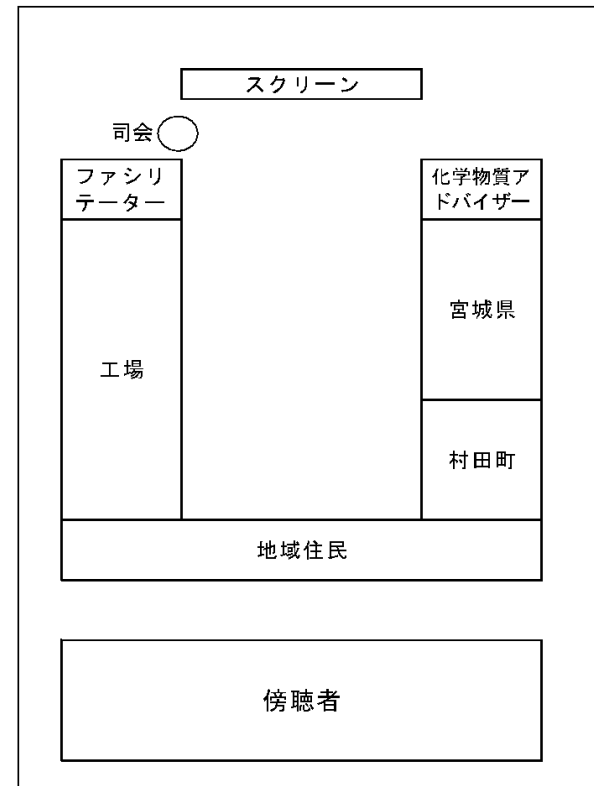 スクリーン
司会
ファシリ
テーター
化学物質ア
ドバイザー
宮城県
工場
村田町
地域住民
傍聴者